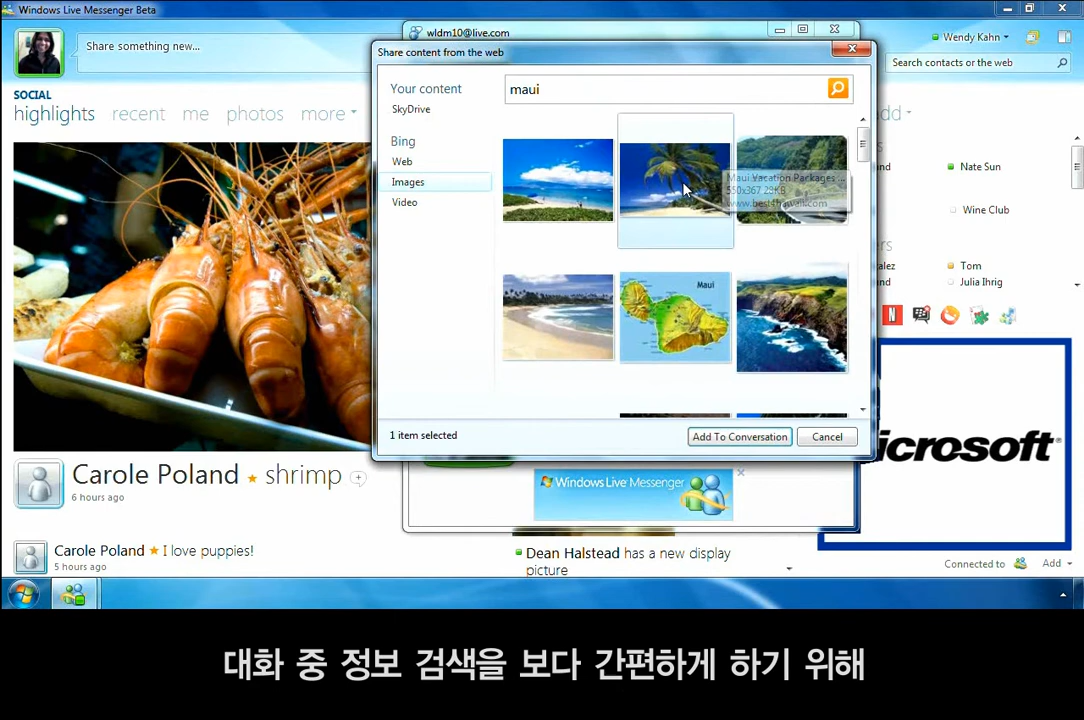 Windows Live Messenger Beta
wldm10@live.com
Share something new...
Wendy Kahn
Search contacts or the web
SOCIAL
highlights recent me photos more
Share content from the web
Your content
SkyDrive
maui
Bing
Web
Images
Video
Maui Vacation Packages ...
550x367,
www.best4hawaii.com
Maui
1 item selected
Add To Conversation
Cancel
dd
Nate Sun
Wine Club
Tom
Julia Ihrig
N
icrosoft®
Windows Live Messenger
Carole Poland ★ shrimp
6 hours ago
Carole Poland ★ I love puppies!
5 hours ago
Dean Halstead has a new display
picture
Connected to
Add
대화 중 정보 검색을 보다 간편하게 하기 위해